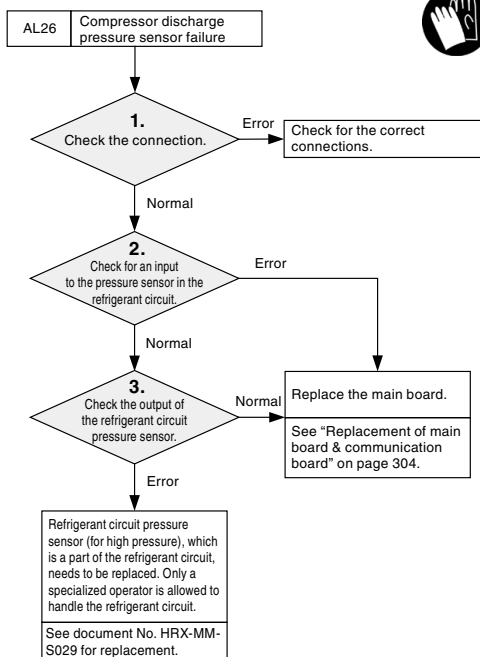 AL26
Compressor discharge
pressure sensor failure
1.
Check the connection.
Error
Check for the correct
connections.
Normal
2.
Check for an input
to the pressure sensor in the
refrigerant circuit.
Error
Normal
3.
Check the output of
the refrigerant circuit
pressure sensor.
Normal
Replace the main board.
See “Replacement of main
board & communication
board” on page 304.
Error
Refrigerant circuit pressure
sensor (for high pressure), which
is a part of the refrigerant circuit,
needs to be replaced. Only a
specialized operator is allowed to
handle the refrigerant circuit.
See document No. HRX-MM-
S029 for replacement.